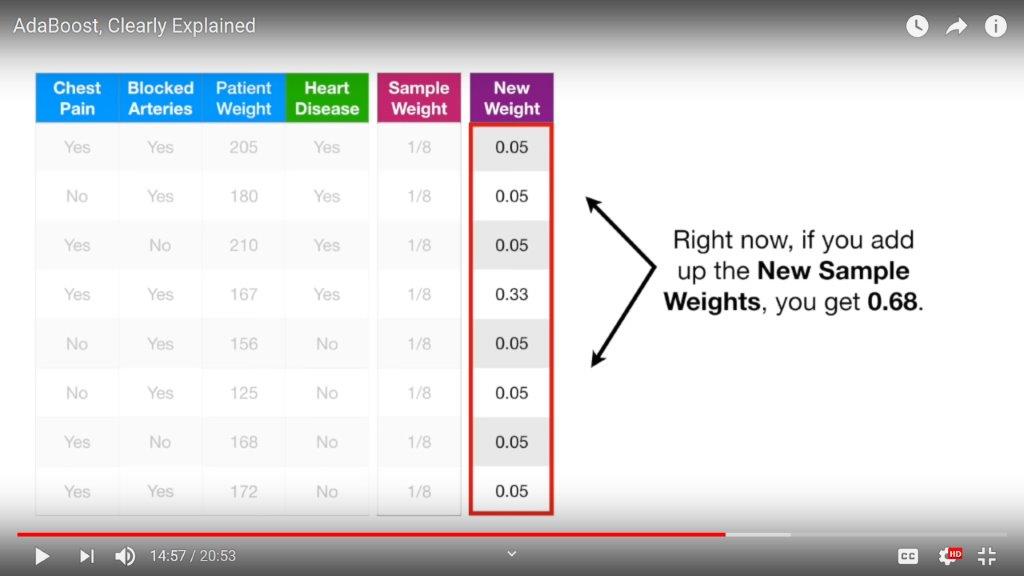 AdaBoost, Clearly Explained
Chest Pain Blocked Arteries Patient Weight Heart Disease Sample Weight New Weight
Yes Yes 205 Yes 1/8 0.05
No Yes 180 Yes 1/8 0.05
Yes No 210 Yes 1/8 0.05
Yes Yes 167 Yes 1/8 0.33
No Yes 156 No 1/8 0.05
No Yes 125 No 1/8 0.05
Yes No 168 No 1/8 0.05
Yes Yes 172 No 1/8 0.05
Right now, if you add
up the New Sample
Weights, you get 0.68.
14:57 / 20:53
CC
HD